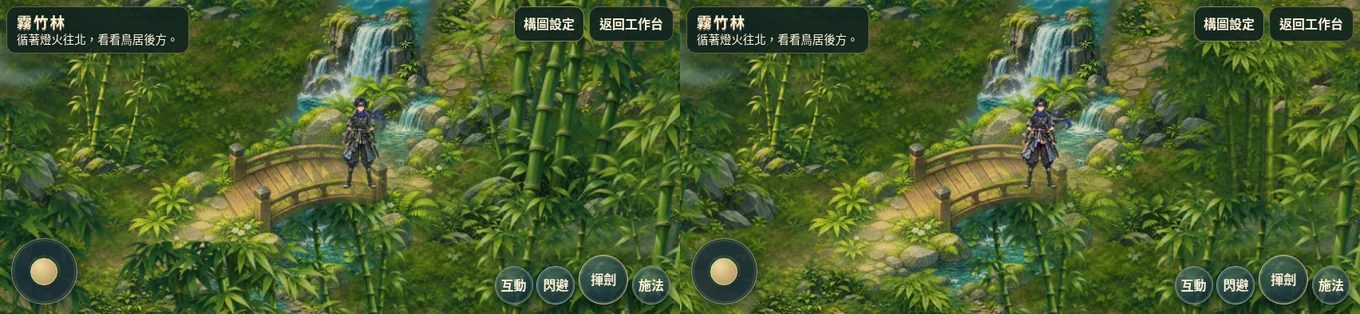 霧竹林
循著燈火往北，看看鳥居後方。
構圖設定
返回工作台
互動
閃避
揮劍
施法
霧竹林
循著燈火往北，看看鳥居後方。
構圖設定
返回工作台
互動
閃避
揮劍
施法